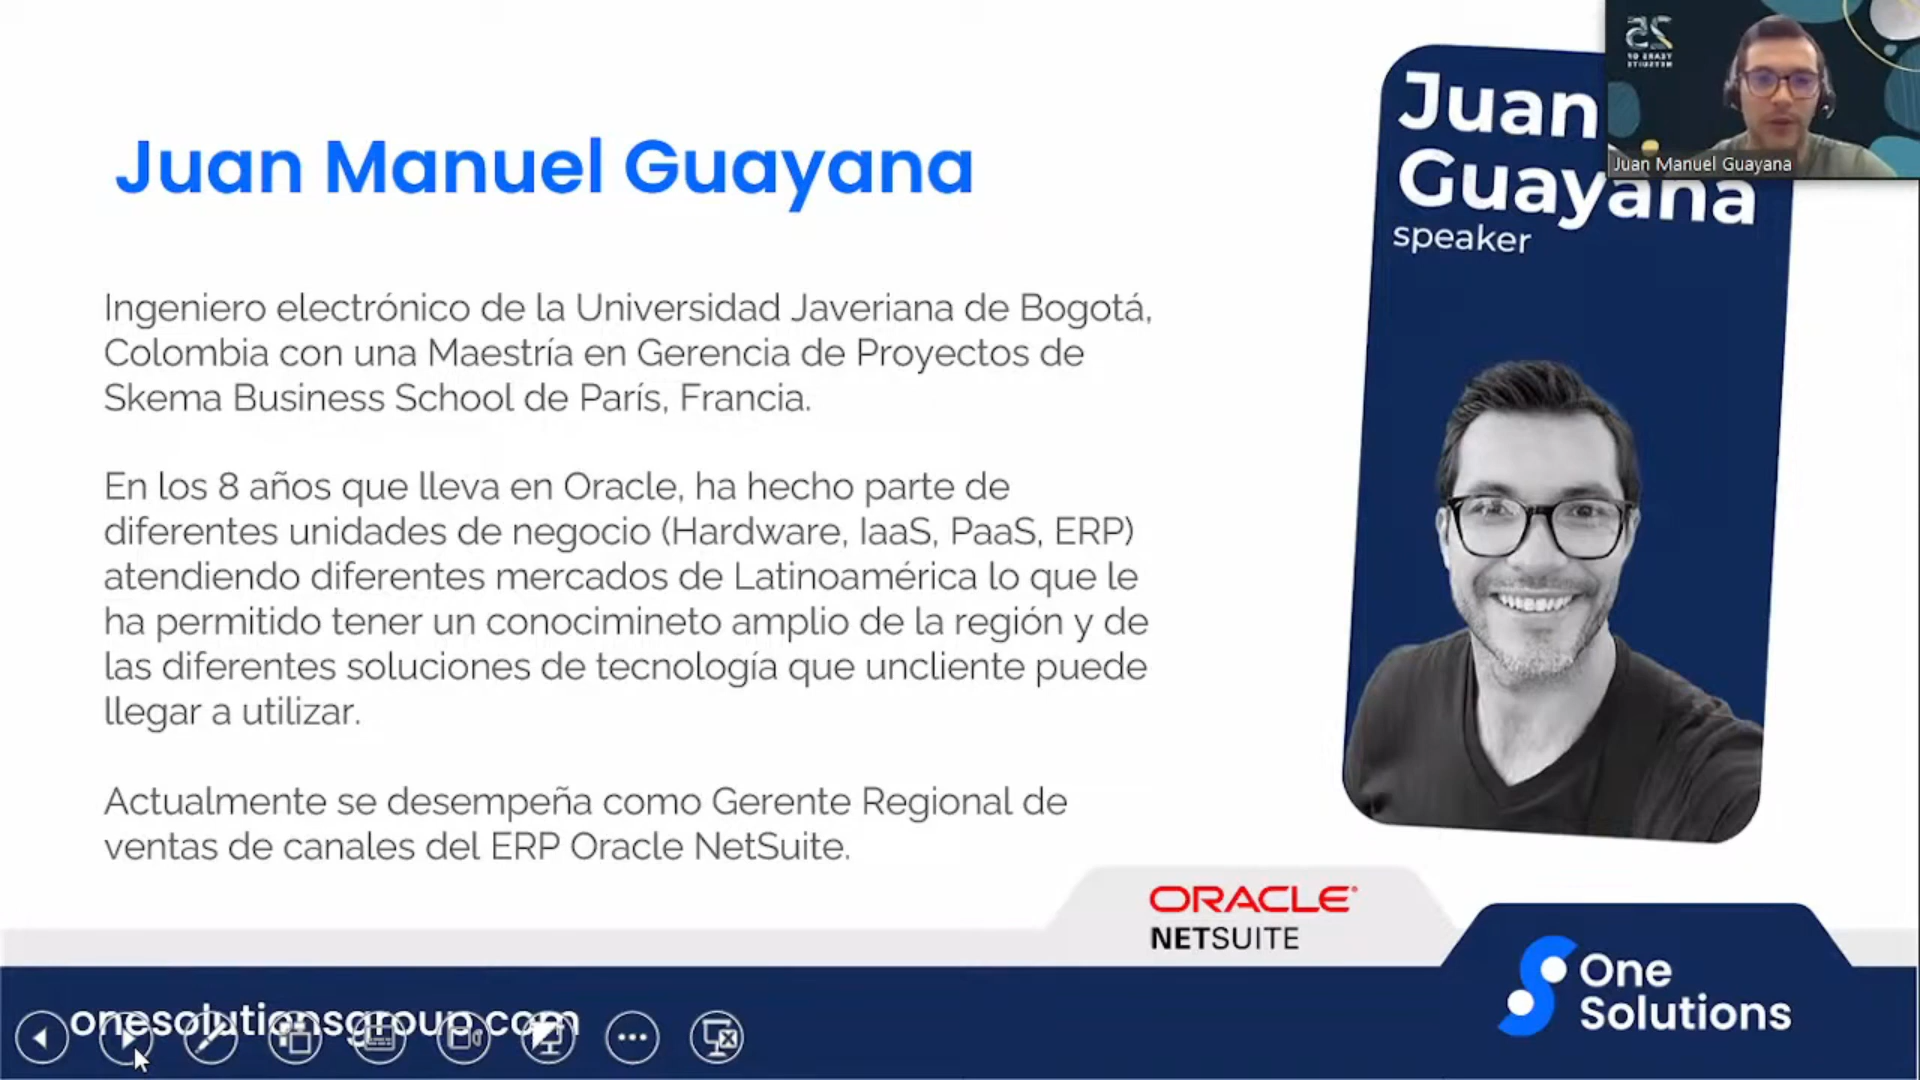 Juan Manuel Guayana
Ingeniero electrónico de la Universidad Javeriana de Bogotá,
Colombia con una Maestría en Gerencia de Proyectos de
Skema Business School de París, Francia.
En los 8 años que lleva en Oracle, ha hecho parte de
diferentes unidades de negocio (Hardware, IaaS, PaaS, ERP)
atendiendo diferentes mercados de Latinoamérica lo que le
ha permitido tener un conocimineto amplio de la región y de
las diferentes soluciones de tecnología que uncliente puede
llegar a utilizar.
Actualmente se desempeña como Gerente Regional de
ventas de canales del ERP Oracle NetSuite.
Juan
Guayana
speaker
25
YEARS OF
NETSUITE
Juan Manuel Guayana
ORACLE
NETSUITE
One
Solutions
onesolutionsgroup.com